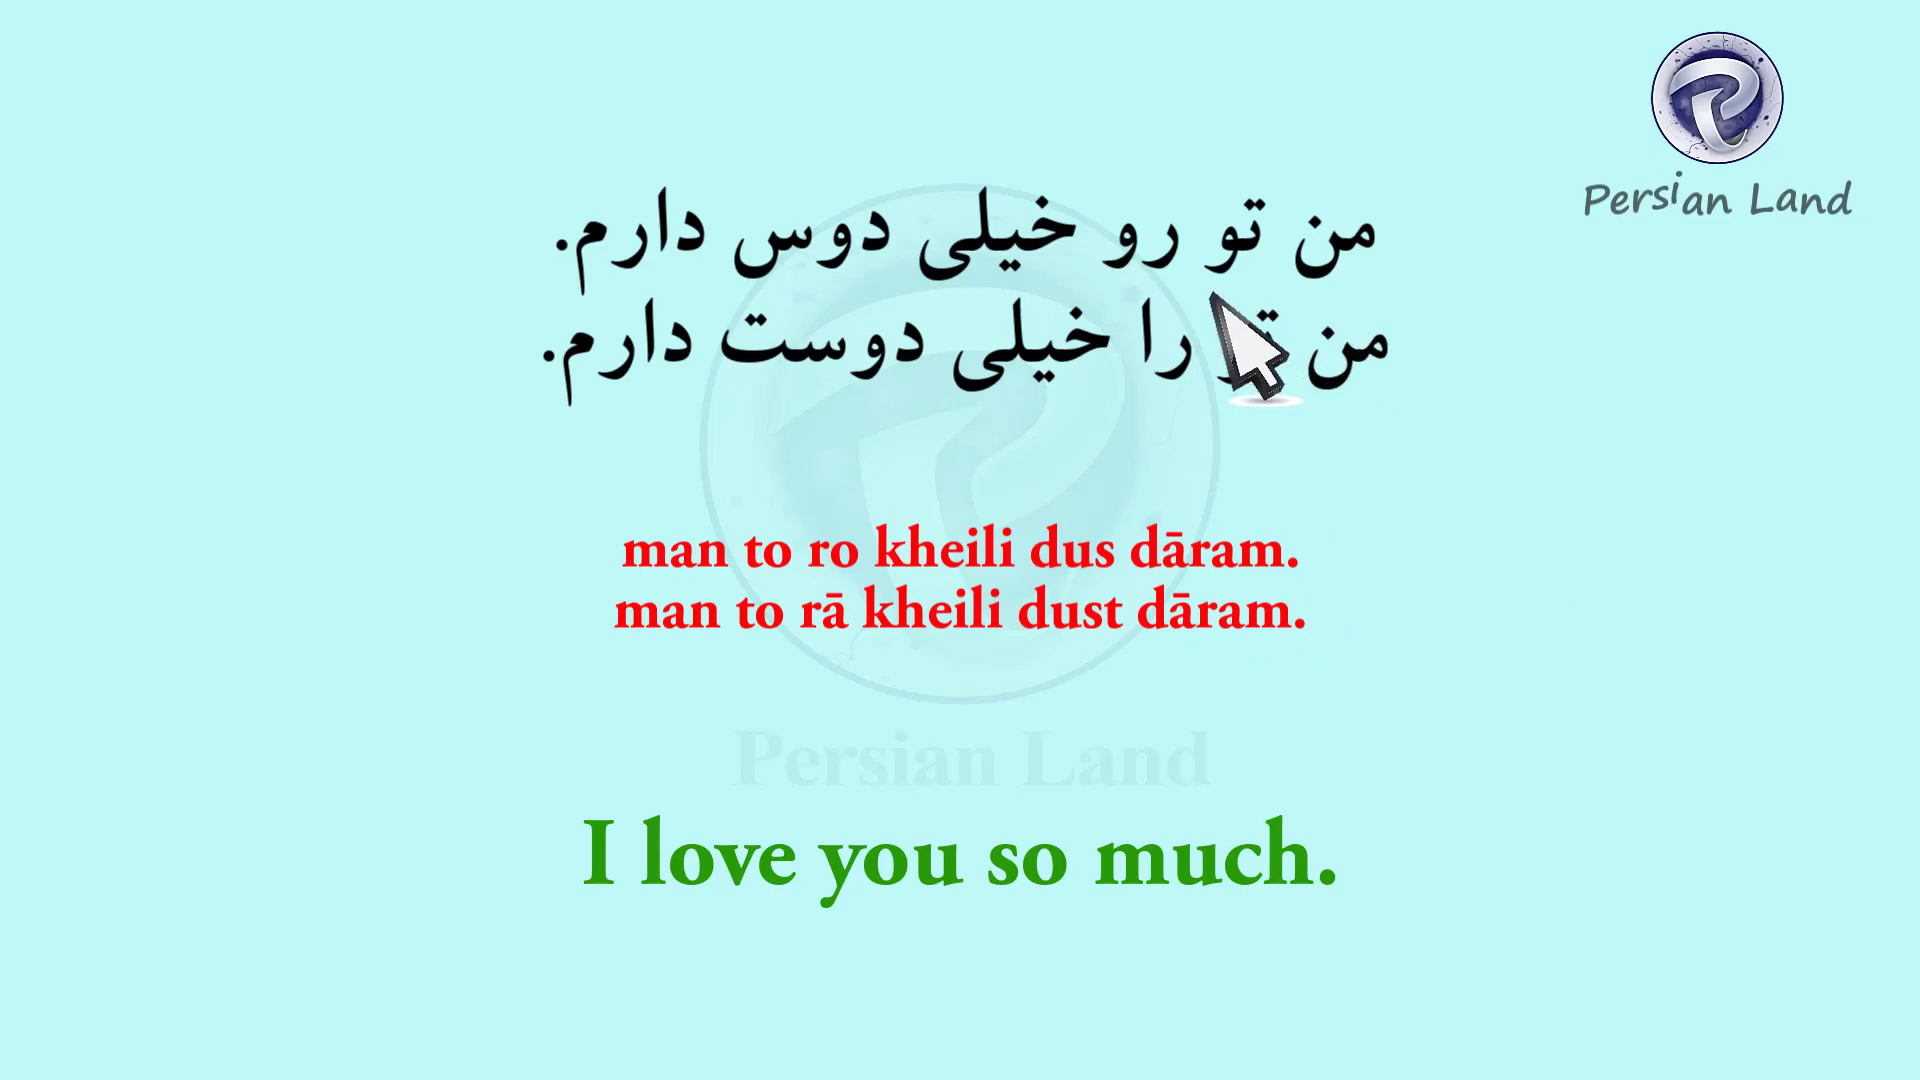 Persian Land
من تو رو خیلی دوس دارم.
من تو را خیلی دوست دارم.
man to ro kheili dus dāram.
man to rā kheili dust dāram.
Persian Land
I love you so much.